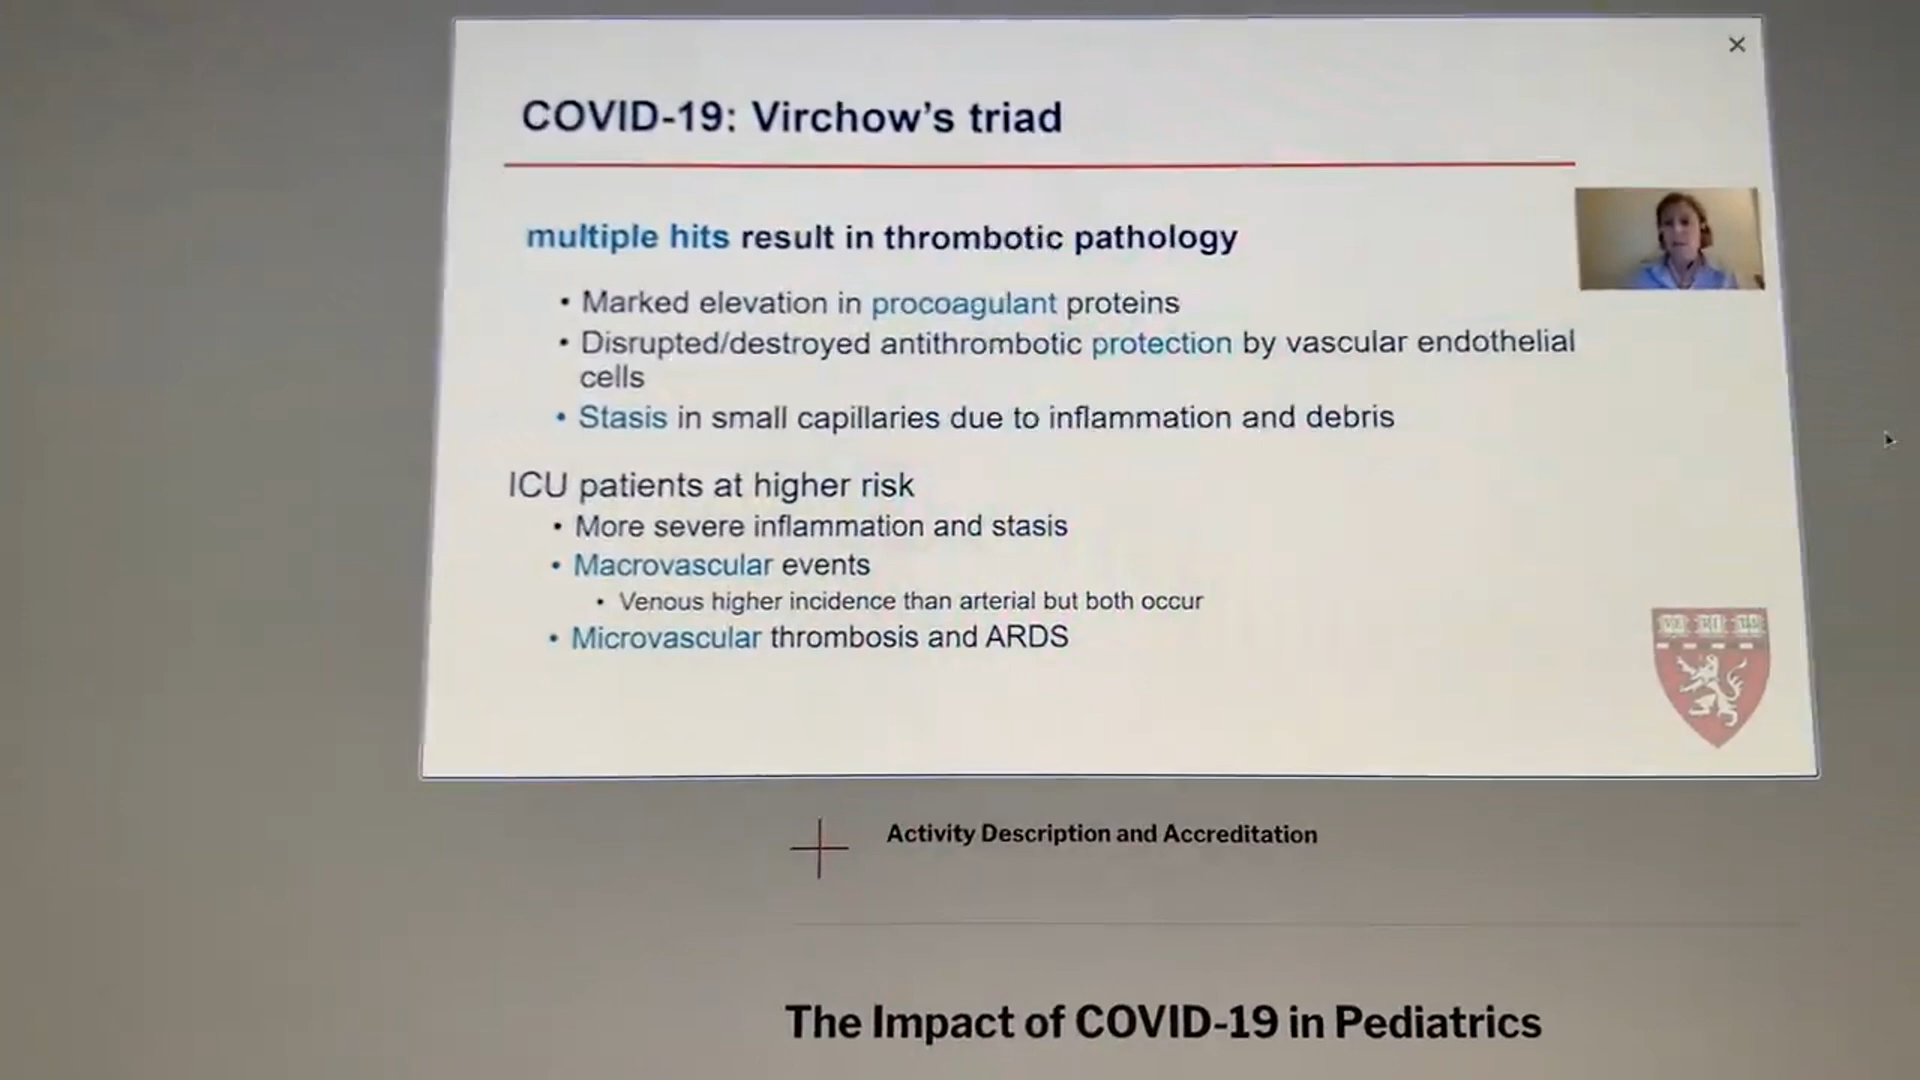 COVID-19: Virchow's triad
multiple hits result in thrombotic pathology
• Marked elevation in procoagulant proteins
• Disrupted/destroyed antithrombotic protection by vascular endothelial
cells
• Stasis in small capillaries due to inflammation and debris
ICU patients at higher risk
• More severe inflammation and stasis
• Macrovascular events
• Venous higher incidence than arterial but both occur
• Microvascular thrombosis and ARDS
VE RI TAS
Activity Description and Accreditation
The Impact of COVID-19 in Pediatrics